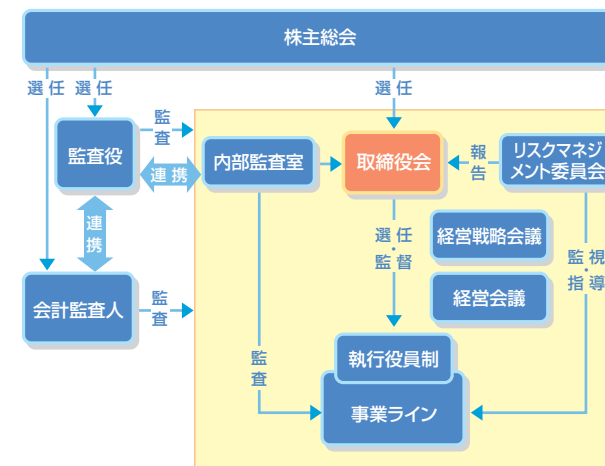 株主総会
選任
選任
選任
監査
監査役
内部監査室
取締役会
報告
リスクマネジ
メント委員会
連携
連携
選任
・
監督
経営戦略会議
監視
・
指導
経営会議
会計監査人
監査
監査
執行役員制
事業ライン